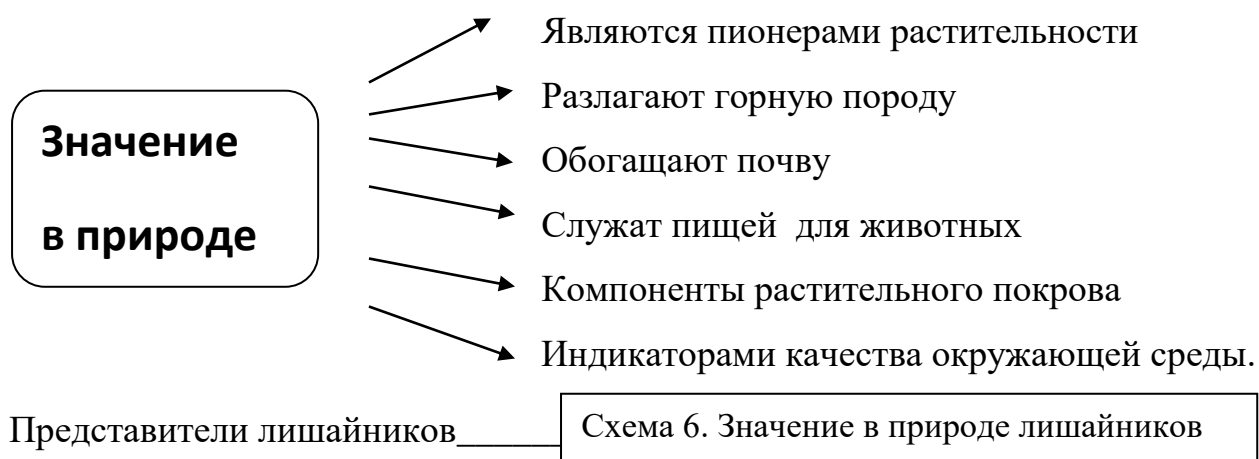 Значение
в природе
Являются пионерами растительности
Разлагают горную породу
Обогащают почву
Служат пищей для животных
Компоненты растительного покрова
Индикаторами качества окружающей среды.
Представители лишайников______
Схема 6. Значение в природе лишайников